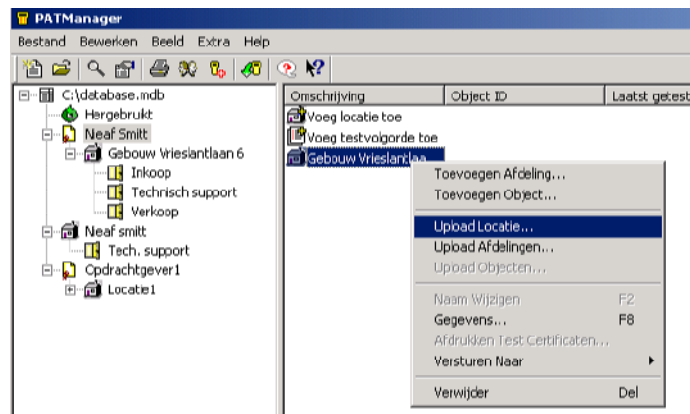 PATManager
Bestand Bewerken Beeld Extra Help
C:\database.mdb
Hergebruikt
Neaf Smitt
Gebouw Vrieslantlaan 6
Inkoop
Technisch support
Verkoop
Neaf smitt
Tech. support
Opdrachtgever1
Locatie1
Omschrijving Object ID Laatst getest
Voeg locatie toe
Voeg testvolgorde toe
Gebouw Vrieslantlaa...
Toevoegen Afdeling...
Toevoegen Object...
Upload Locatie...
Upload Afdelingen...
Upload Objecten...
Naam Wijzigen F2
Gegevens... F8
Afdrukken Test Certificaten...
Versturen Naar
Verwijder Del